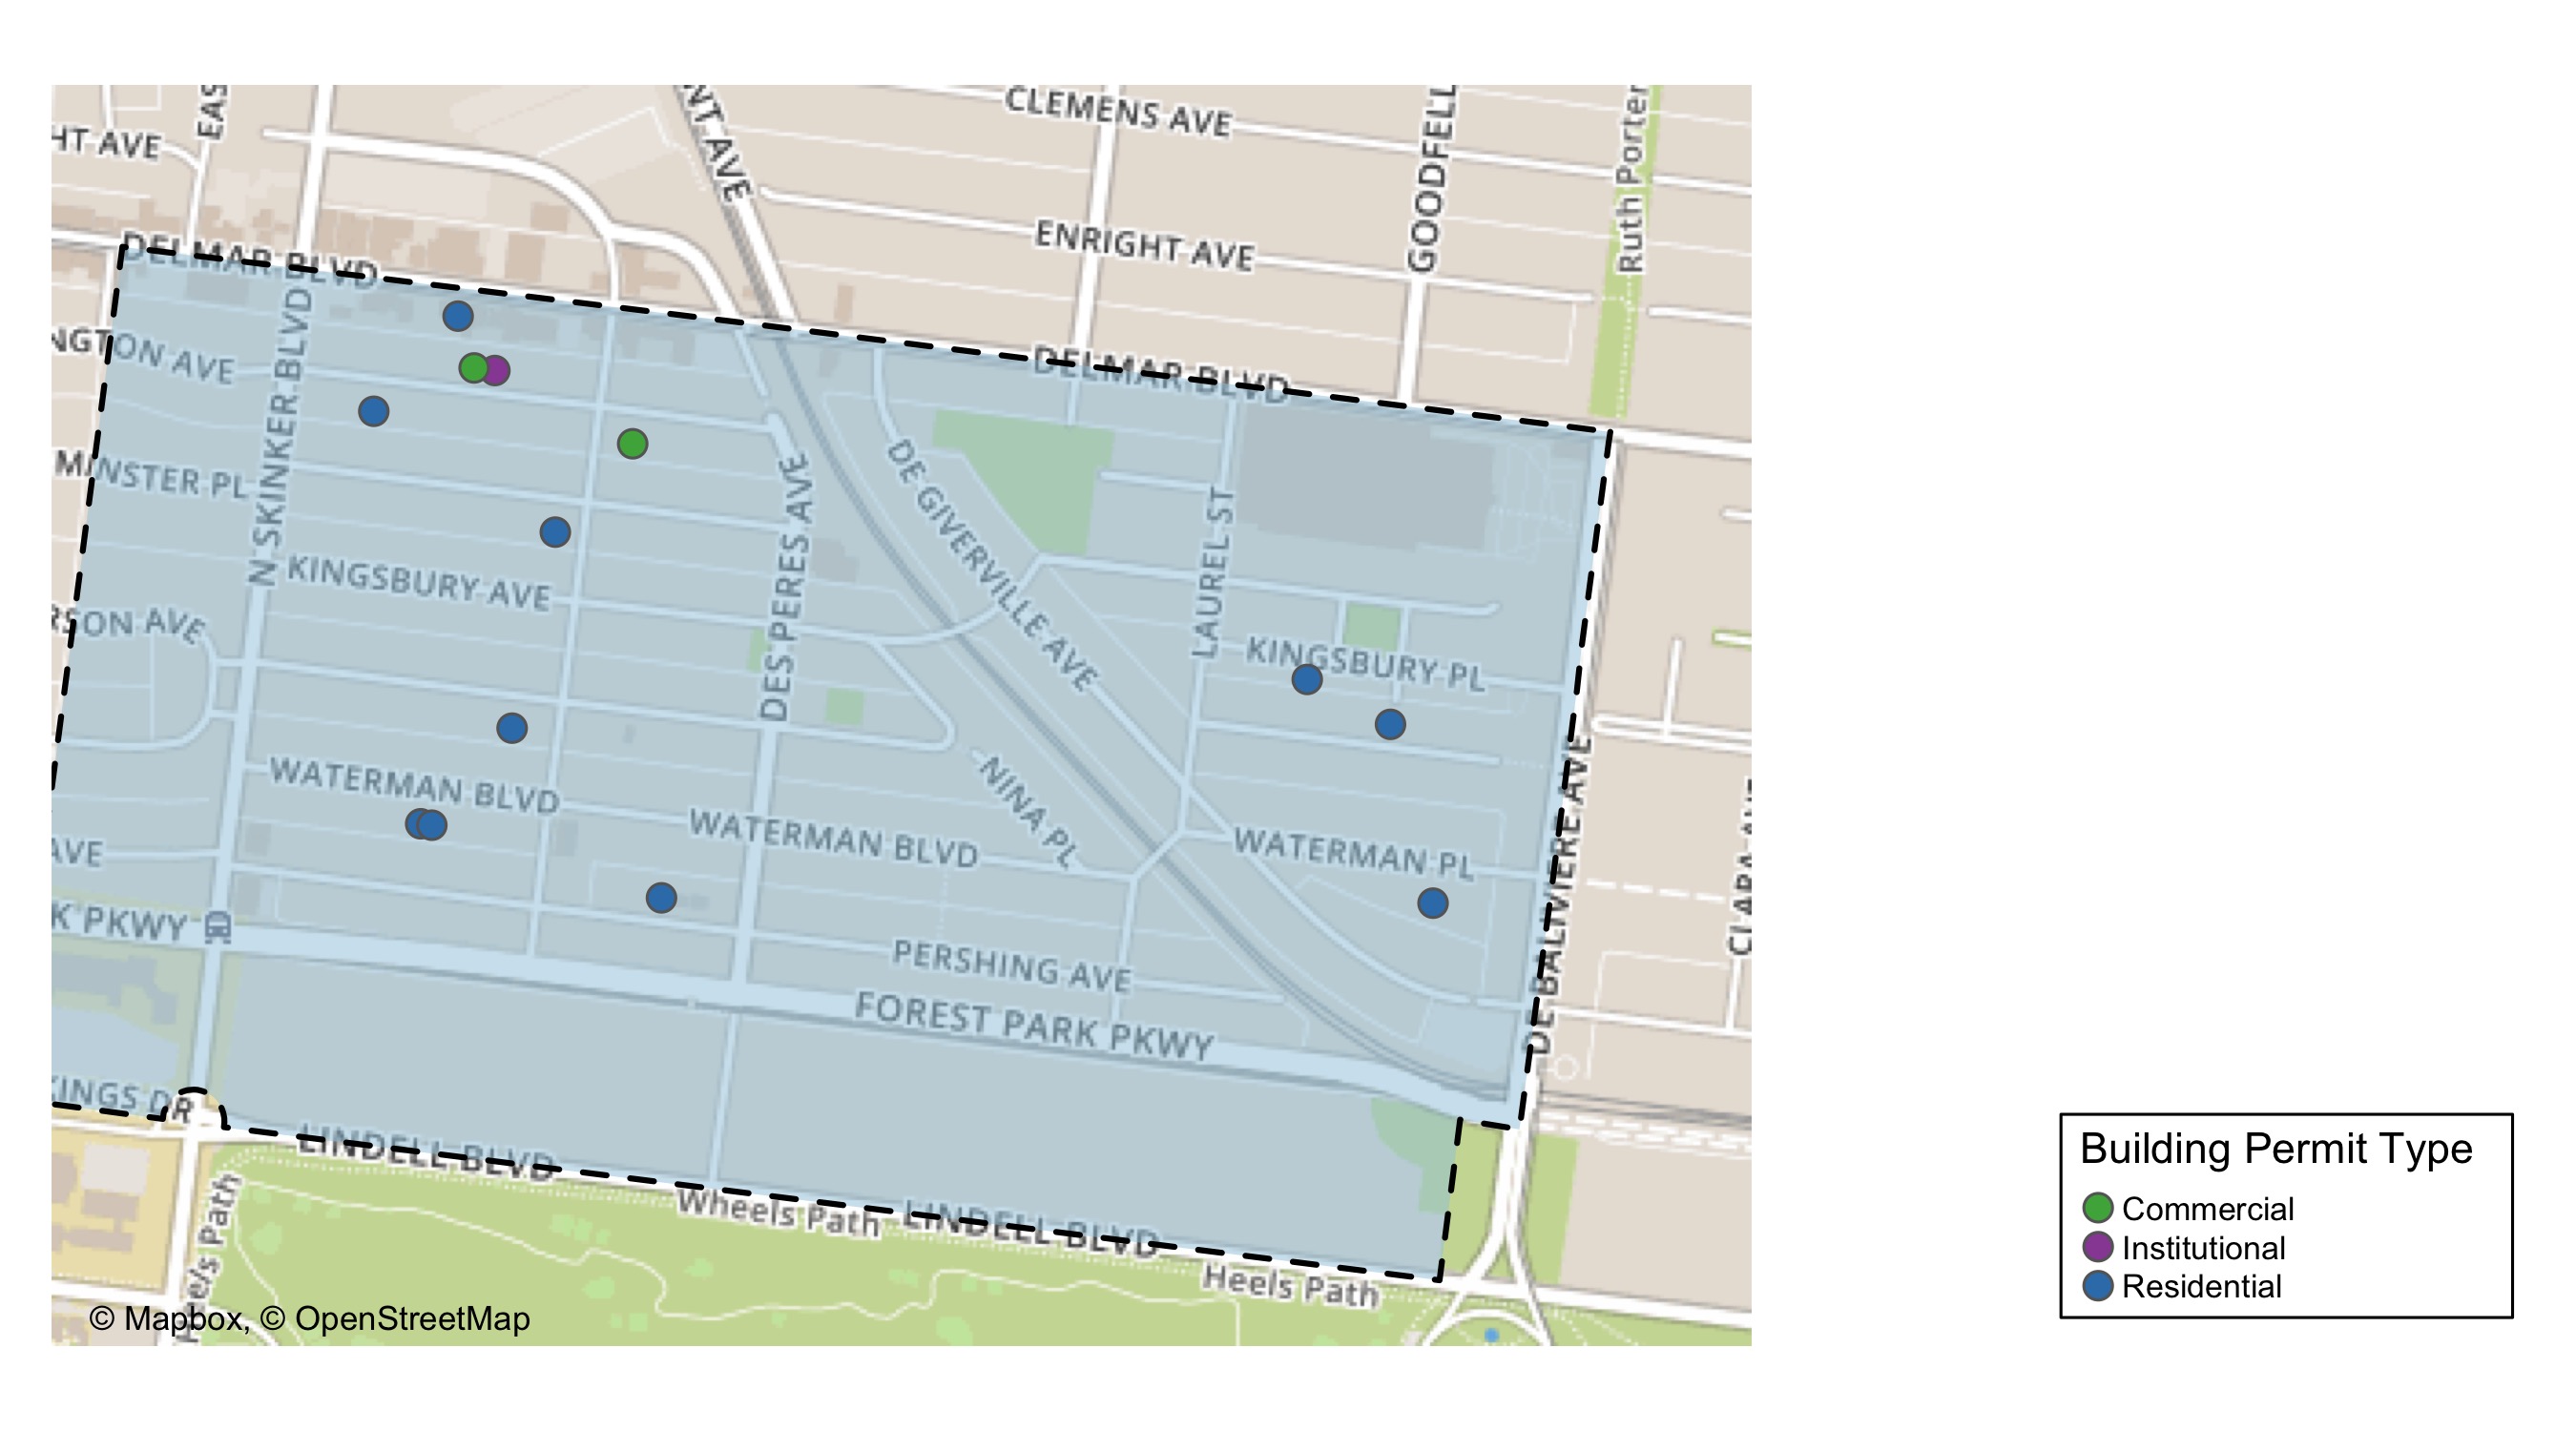 EAS
NT AVE
CLEMENS AVE
GOODFELL
Ruth Porter
HT AVE
ENRIGHT AVE
DELMAR BLVD
DELMAR BLVD
NGTON AVE
N SKINKER BLVD
MINSTER PL
DES PERES AVE
DE GIVERVILLE AVE
LAUREL ST
KINGSBURY AVE
RSON AVE
KINGSBURY PL
WATERMAN BLVD
WATERMAN BLVD
NINA PL
WATERMAN PL
DE BALIVIERE AVE
CLARA AVE
AVE
K PKWY
PERSHING AVE
FOREST PARK PKWY
KINGS DR
LINDELL BLVD
Wheels Path
LINDELL BLVD
Heels Path
Heels Path
© Mapbox, © OpenStreetMap
Building Permit Type
Commercial
Institutional
Residential